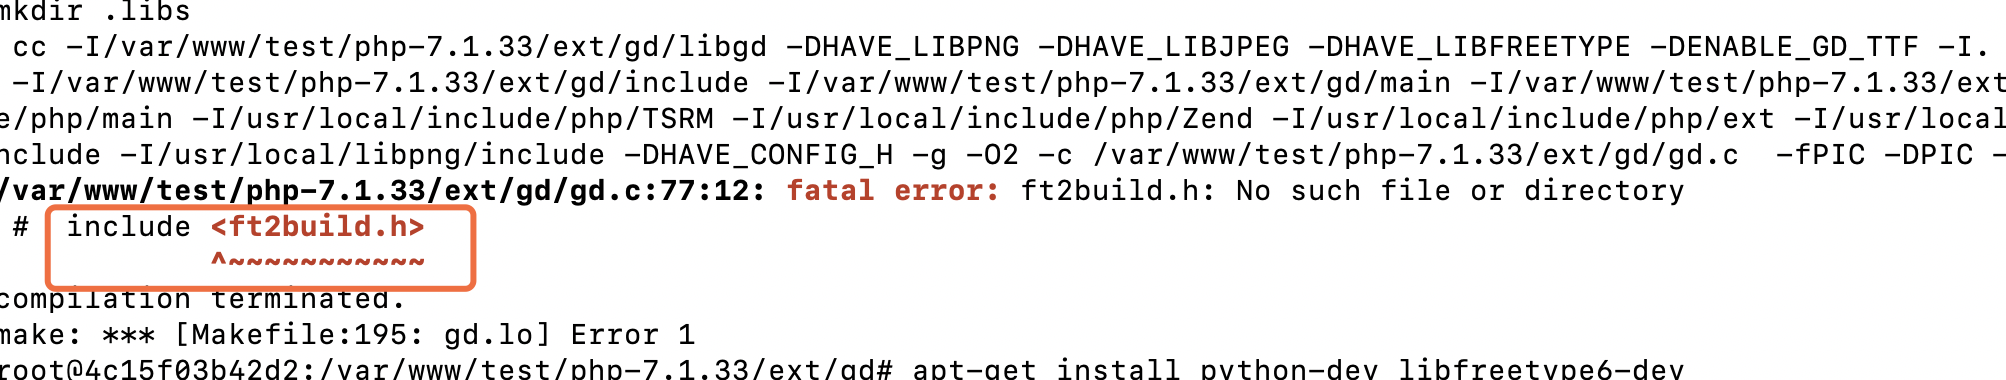 mkdir .libs
cc -I/var/www/test/php-7.1.33/ext/gd/libgd -DHAVE_LIBPNG -DHAVE_LIBJPEG -DHAVE_LIBFREETYPE -DENABLE_GD_TTF -I.
-I/var/www/test/php-7.1.33/ext/gd/include -I/var/www/test/php-7.1.33/ext/gd/main -I/var/www/test/php-7.1.33/ext
e/php/main -I/usr/local/include/php/TSRM -I/usr/local/include/php/Zend -I/usr/local/include/php/ext -I/usr/local
nclude -I/usr/local/libpng/include -DHAVE_CONFIG_H -g -O2 -c /var/www/test/php-7.1.33/ext/gd/gd.c  -fPIC -DPIC -
/var/www/test/php-7.1.33/ext/gd/gd.c:77:12: fatal error: ft2build.h: No such file or directory
#  include <ft2build.h>
^~~~~~~~~~~~
compilation terminated.
make: *** [Makefile:195: gd.lo] Error 1
root@4c15f03b42d2:/var/www/test/php-7.1.33/ext/gd# apt-get install python-dev libfreetype6-dev